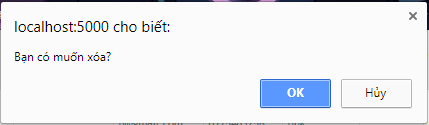 localhost:5000 cho biết:
Bạn có muốn xóa?
OK
Hủy